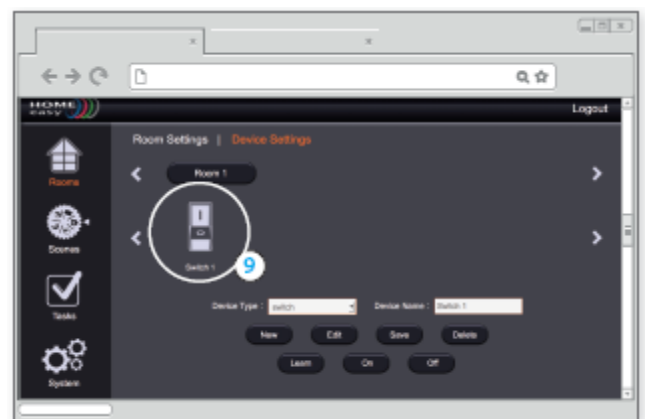 HOME
easy
Logout
Room Settings | Device Settings
Rooms
Room 1
Scenes
Switch 1
9
Tasks
Device Type : switch Device Name : Switch 1
New Edit Save Delete
Learn On Off
System